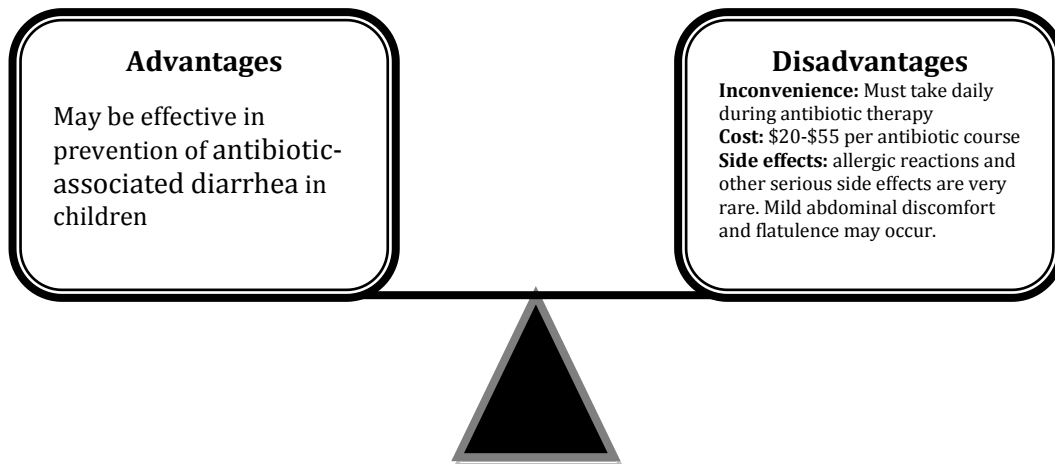 Advantages
May be effective in
prevention of antibiotic-
associated diarrhea in
children
Disadvantages
Inconvenience: Must take daily
during antibiotic therapy
Cost: $20-$55 per antibiotic course
Side effects: allergic reactions and
other serious side effects are very
rare. Mild abdominal discomfort
and flatulence may occur.